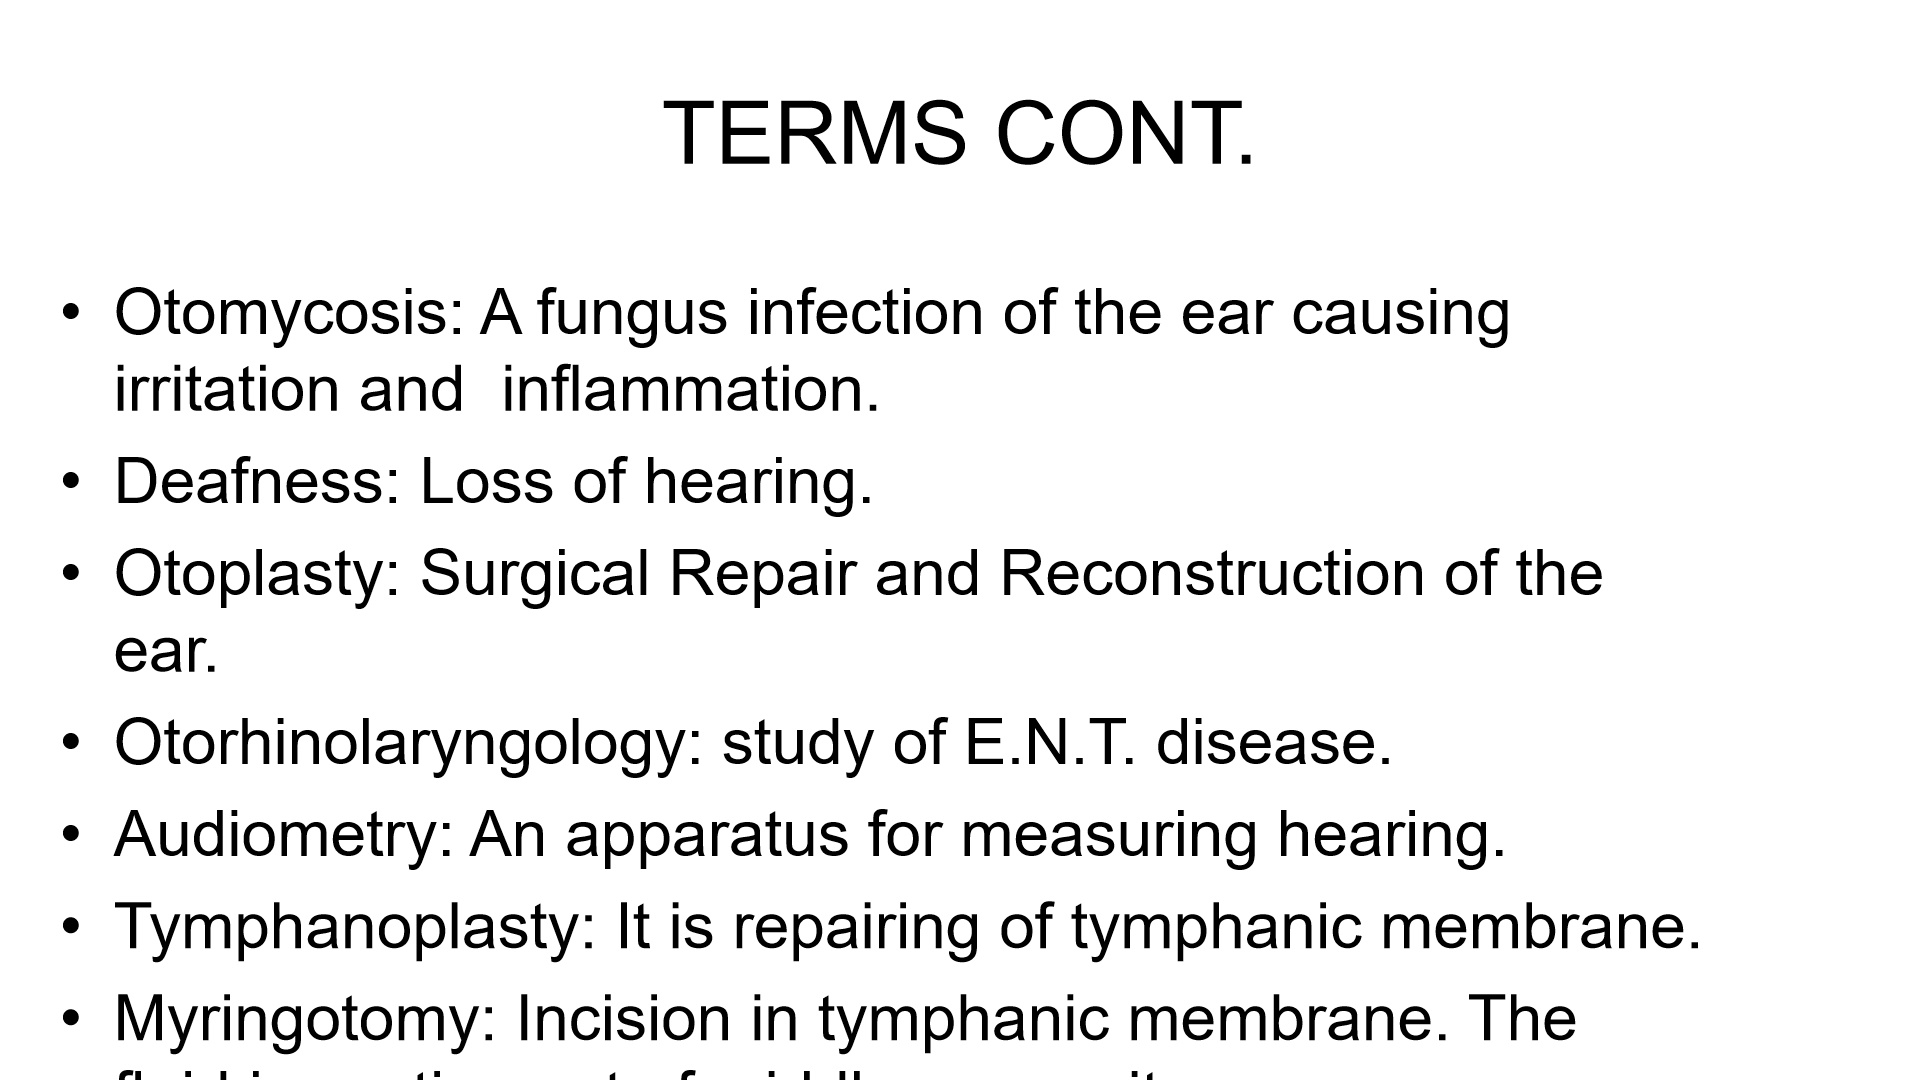 TERMS CONT.
• Otomycosis: A fungus infection of the ear causing
irritation and  inflammation.
• Deafness: Loss of hearing.
• Otoplasty: Surgical Repair and Reconstruction of the
ear.
• Otorhinolaryngology: study of E.N.T. disease.
• Audiometry: An apparatus for measuring hearing.
• Tymphanoplasty: It is repairing of tymphanic membrane.
• Myringotomy: Incision in tymphanic membrane. The